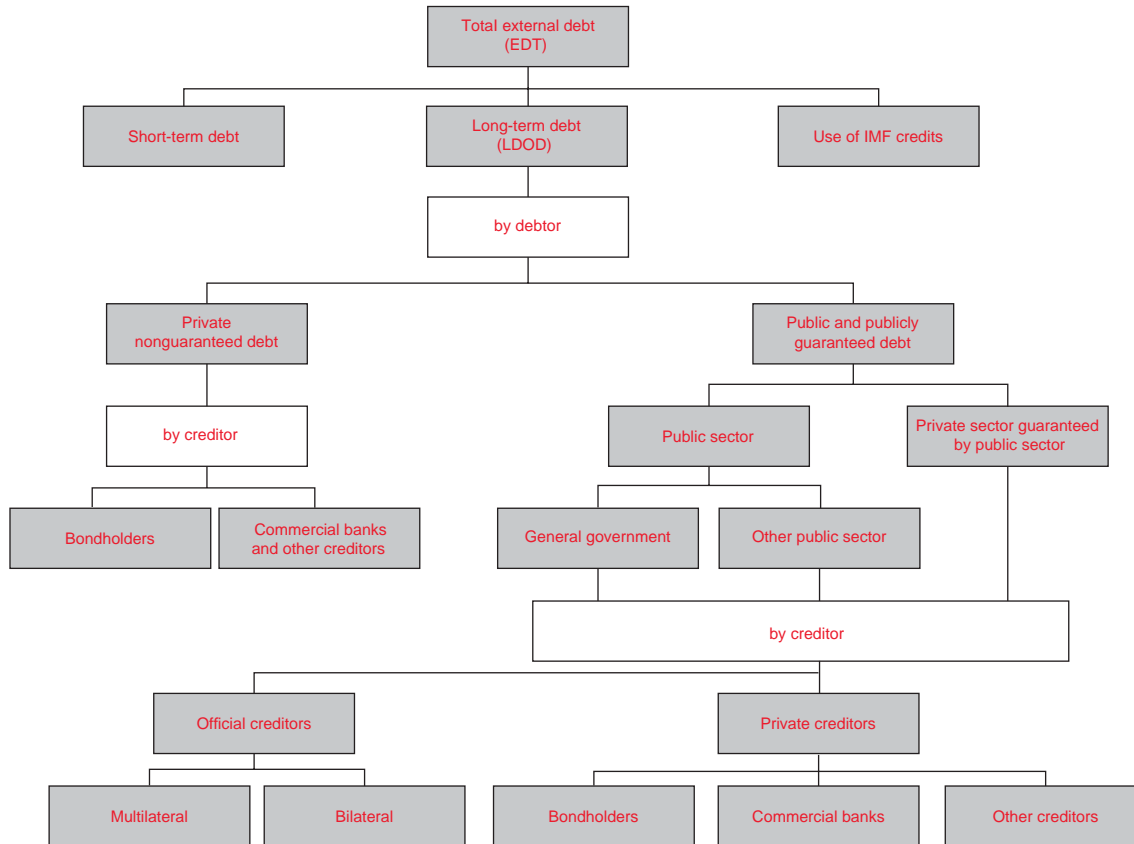 Total external debt
(EDT)
Short-term debt
Long-term debt
(LDOD)
Use of IMF credits
by debtor
Private
nonguaranteed debt
Public and publicly
guaranteed debt
by creditor
Public sector
Private sector guaranteed
by public sector
Bondholders
Commercial banks
and other creditors
General government
Other public sector
by creditor
Official creditors
Private creditors
Multilateral
Bilateral
Bondholders
Commercial banks
Other creditors